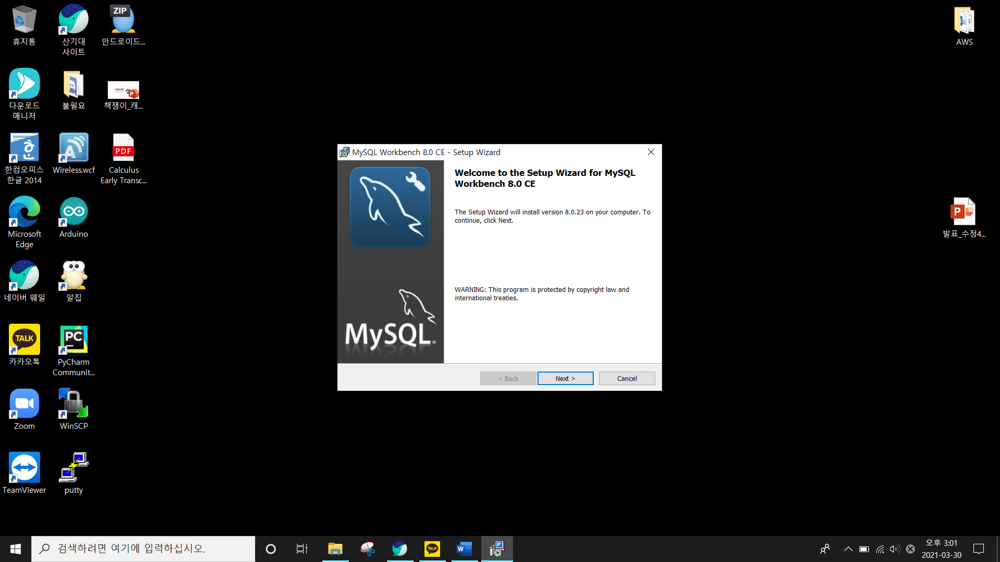 휴지통
산기대
사이트
ZIP
안드로이드...
AWS
다운로드
매니저
불필요
책쟁이_캐...
한컴오피스
한글 2014
Wireless.wcf
PDF
Calculus
Early Transc...
MySQL Workbench 8.0 CE - Setup Wizard
Welcome to the Setup Wizard for MySQL
Workbench 8.0 CE
The Setup Wizard will install version 8.0.23 on your computer. To
continue, click Next.
WARNING: This program is protected by copyright law and
international treaties.
MySQL®
< Back
Next >
Cancel
Microsoft
Edge
Arduino
발표_수정4...
네이버 웨일
알집
TALK
카카오톡
PC
PyCharm
Communit...
Zoom
WinSCP
TeamViewer
putty
검색하려면 여기에 입력하십시오.
TALK
오후 3:01
2021-03-30